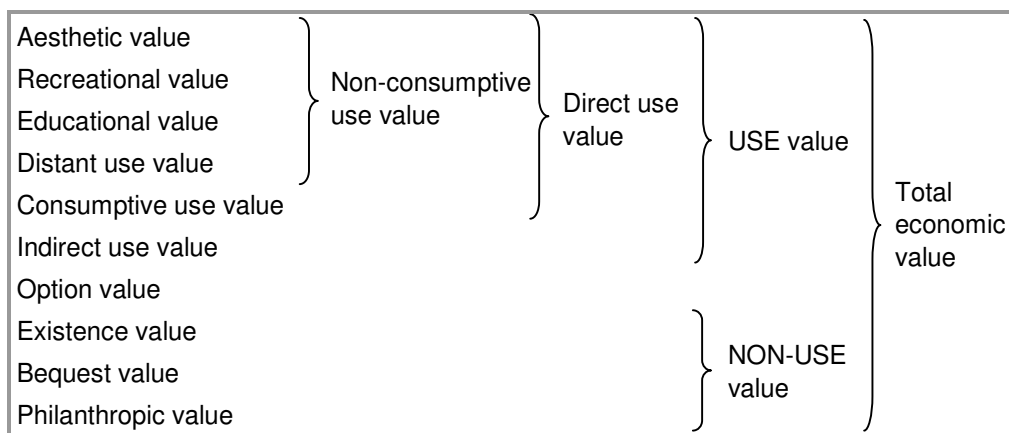 Aesthetic value
Recreational value
Educational value
Distant use value
Consumptive use value
Indirect use value
Option value
Existence value
Bequest value
Philanthropic value
Non-consumptive
use value
Direct use
value
USE value
NON-USE
value
Total
economic
value